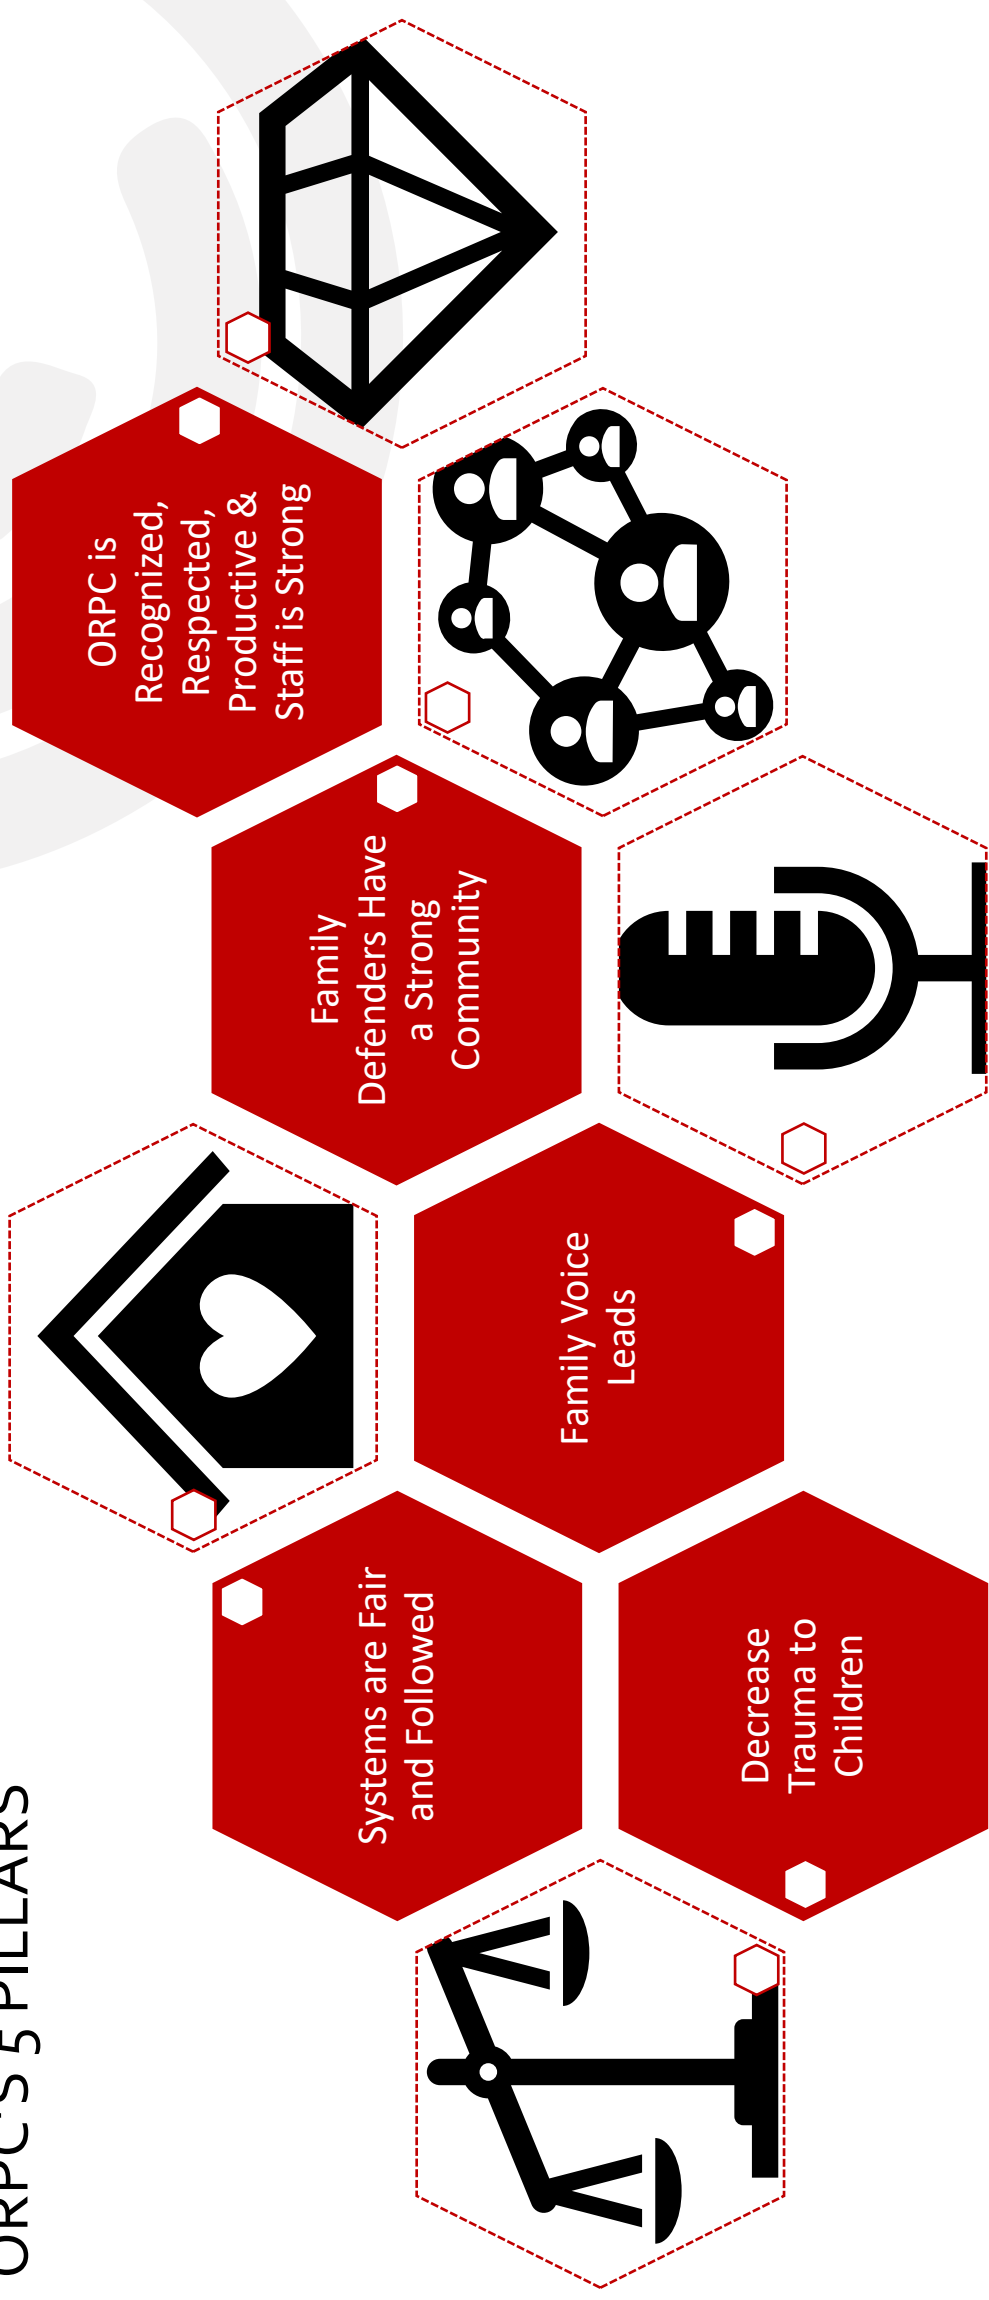 ORPC'S 5 PILLARS
Systems are Fair
and Followed
Decrease
Trauma to
Children
Family Voice
Leads
Family
Defenders Have
a Strong
Community
ORPC is
Recognized,
Respected,
Productive &
Staff is Strong